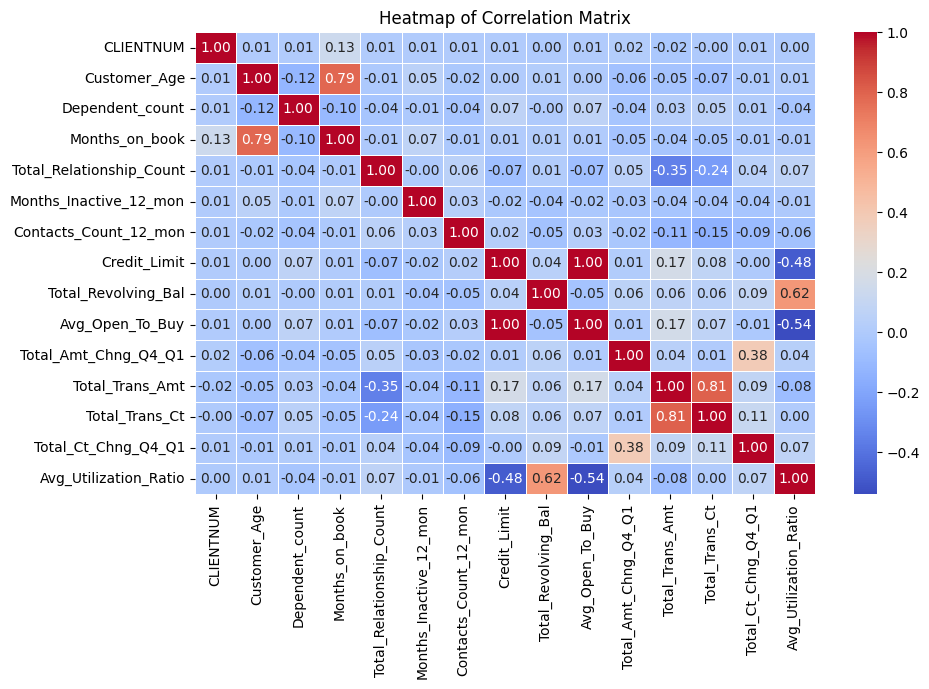 Heatmap of Correlation Matrix
CLIENTNUM 1.00 0.01 0.01 0.13 0.01 0.01 0.01 0.01 0.00 0.01 0.02 -0.02 -0.00 0.01 0.00
Customer_Age 0.01 1.00 -0.12 0.79 -0.01 0.05 -0.02 0.00 0.01 0.00 -0.06 -0.05 -0.07 -0.01 0.01
Dependent_count 0.01 -0.12 1.00 -0.10 -0.04 -0.01 -0.04 0.07 -0.00 0.07 -0.04 0.03 0.05 0.01 -0.04
Months_on_book 0.13 0.79 -0.10 1.00 -0.01 0.07 -0.01 0.01 0.01 0.01 -0.05 -0.04 -0.05 -0.01 -0.01
Total_Relationship_Count 0.01 -0.01 -0.04 -0.01 1.00 -0.00 0.06 -0.07 0.01 -0.07 0.05 -0.35 -0.24 0.04 0.07
Months_Inactive_12_mon 0.01 0.05 -0.01 0.07 -0.00 1.00 0.03 -0.02 -0.04 -0.02 -0.03 -0.04 -0.04 -0.04 -0.01
Contacts_Count_12_mon 0.01 -0.02 -0.04 -0.01 0.06 0.03 1.00 0.02 -0.05 0.03 -0.02 -0.11 -0.15 -0.09 -0.06
Credit_Limit 0.01 0.00 0.07 0.01 -0.07 -0.02 0.02 1.00 0.04 1.00 0.01 0.17 0.08 -0.00 -0.48
Total_Revolving_Bal 0.00 0.01 -0.00 0.01 0.01 -0.04 -0.05 0.04 1.00 -0.05 0.06 0.06 0.06 0.09 0.62
Avg_Open_To_Buy 0.01 0.00 0.07 0.01 -0.07 -0.02 0.03 1.00 -0.05 1.00 0.01 0.17 0.07 -0.01 -0.54
Total_Amt_Chng_Q4_Q1 0.02 -0.06 -0.04 -0.05 0.05 -0.03 -0.02 0.01 0.06 0.01 1.00 0.04 0.01 0.38 0.04
Total_Trans_Amt -0.02 -0.05 0.03 -0.04 -0.35 -0.04 -0.11 0.17 0.06 0.17 0.04 1.00 0.81 0.09 -0.08
Total_Trans_Ct -0.00 -0.07 0.05 -0.05 -0.24 -0.04 -0.15 0.08 0.06 0.07 0.01 0.81 1.00 0.11 0.00
Total_Ct_Chng_Q4_Q1 0.01 -0.01 0.01 -0.01 0.04 -0.04 -0.09 -0.00 0.09 -0.01 0.38 0.09 0.11 1.00 0.07
Avg_Utilization_Ratio 0.00 0.01 -0.04 -0.01 0.07 -0.01 -0.06 -0.48 0.62 -0.54 0.04 -0.08 0.00 0.07 1.00
CLIENTNUM
Customer_Age
Dependent_count
Months_on_book
Total_Relationship_Count
Months_Inactive_12_mon
Contacts_Count_12_mon
Credit_Limit
Total_Revolving_Bal
Avg_Open_To_Buy
Total_Amt_Chng_Q4_Q1
Total_Trans_Amt
Total_Trans_Ct
Total_Ct_Chng_Q4_Q1
Avg_Utilization_Ratio
1.0
0.8
0.6
0.4
0.2
0.0
−0.2
−0.4